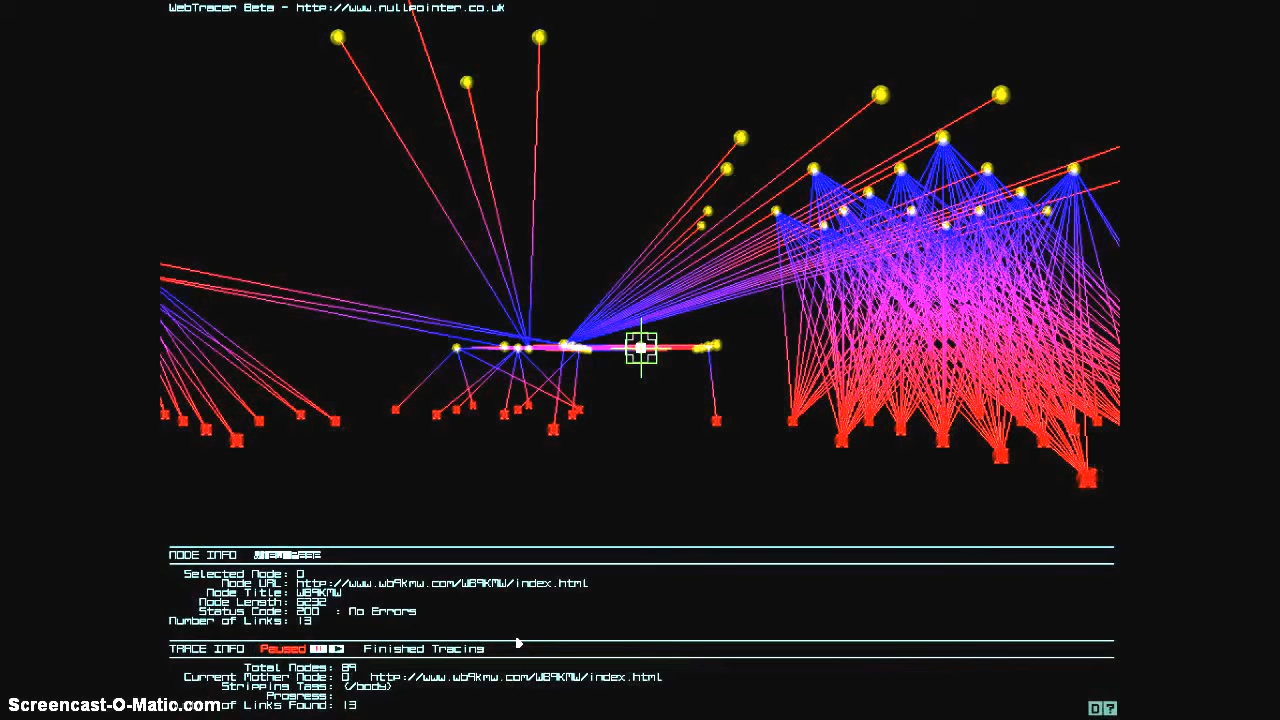 WebTracer Beta - http://www.nullpointer.co.uk
NODE INFO
Selected Node: 0
Node URL: http://www.wb9kmw.com/WB9KMW/index.html
Node Title: WB9KMW
Node Length: 6232
Status Code: 200 : No Errors
Number of Links: 13
TRACE INFO Paused Finished Tracing
Total Nodes: 89
Current Mother Node: 0 http://www.wb9kmw.com/WB9KMW/index.html
Stripping Tags: (/body)
Progress:
of Links Found: 13
Screencast-O-Matic.com
D ?